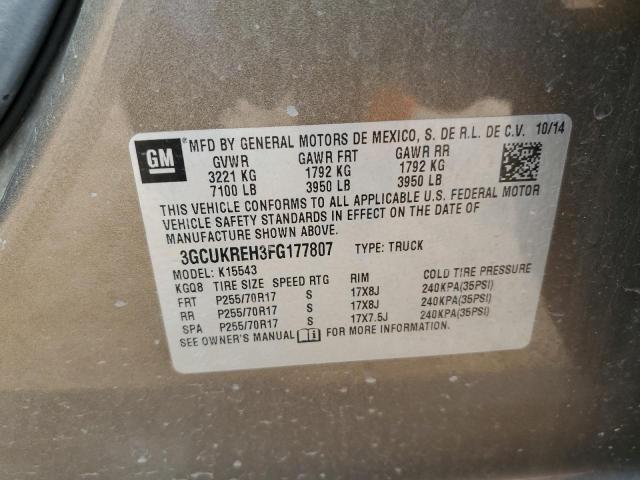 GM
*MFD BY GENERAL MOTORS DE MEXICO, S. DE R.L. DE C.V. 10/14
GVWR GAWR FRT GAWR RR
3221 KG 1792 KG 1792 KG
7100 LB 3950 LB 3950 LB
THIS VEHICLE CONFORMS TO ALL APPLICABLE U.S. FEDERAL MOTOR
VEHICLE SAFETY STANDARDS IN EFFECT ON THE DATE OF
MANUFACTURE SHOWN ABOVE.
3GCUKREH3FG177807 TYPE: TRUCK
MODEL: K15543
KGQ8 TIRE SIZE SPEED RTG RIM COLD TIRE PRESSURE
FRT P255/70R17 S 17X8J 240KPA(35PSI)
RR P255/70R17 S 17X8J 240KPA(35PSI)
SPA P255/70R17 S 17X7.5J 240KPA(35PSI)
SEE OWNER'S MANUAL FOR MORE INFORMATION.